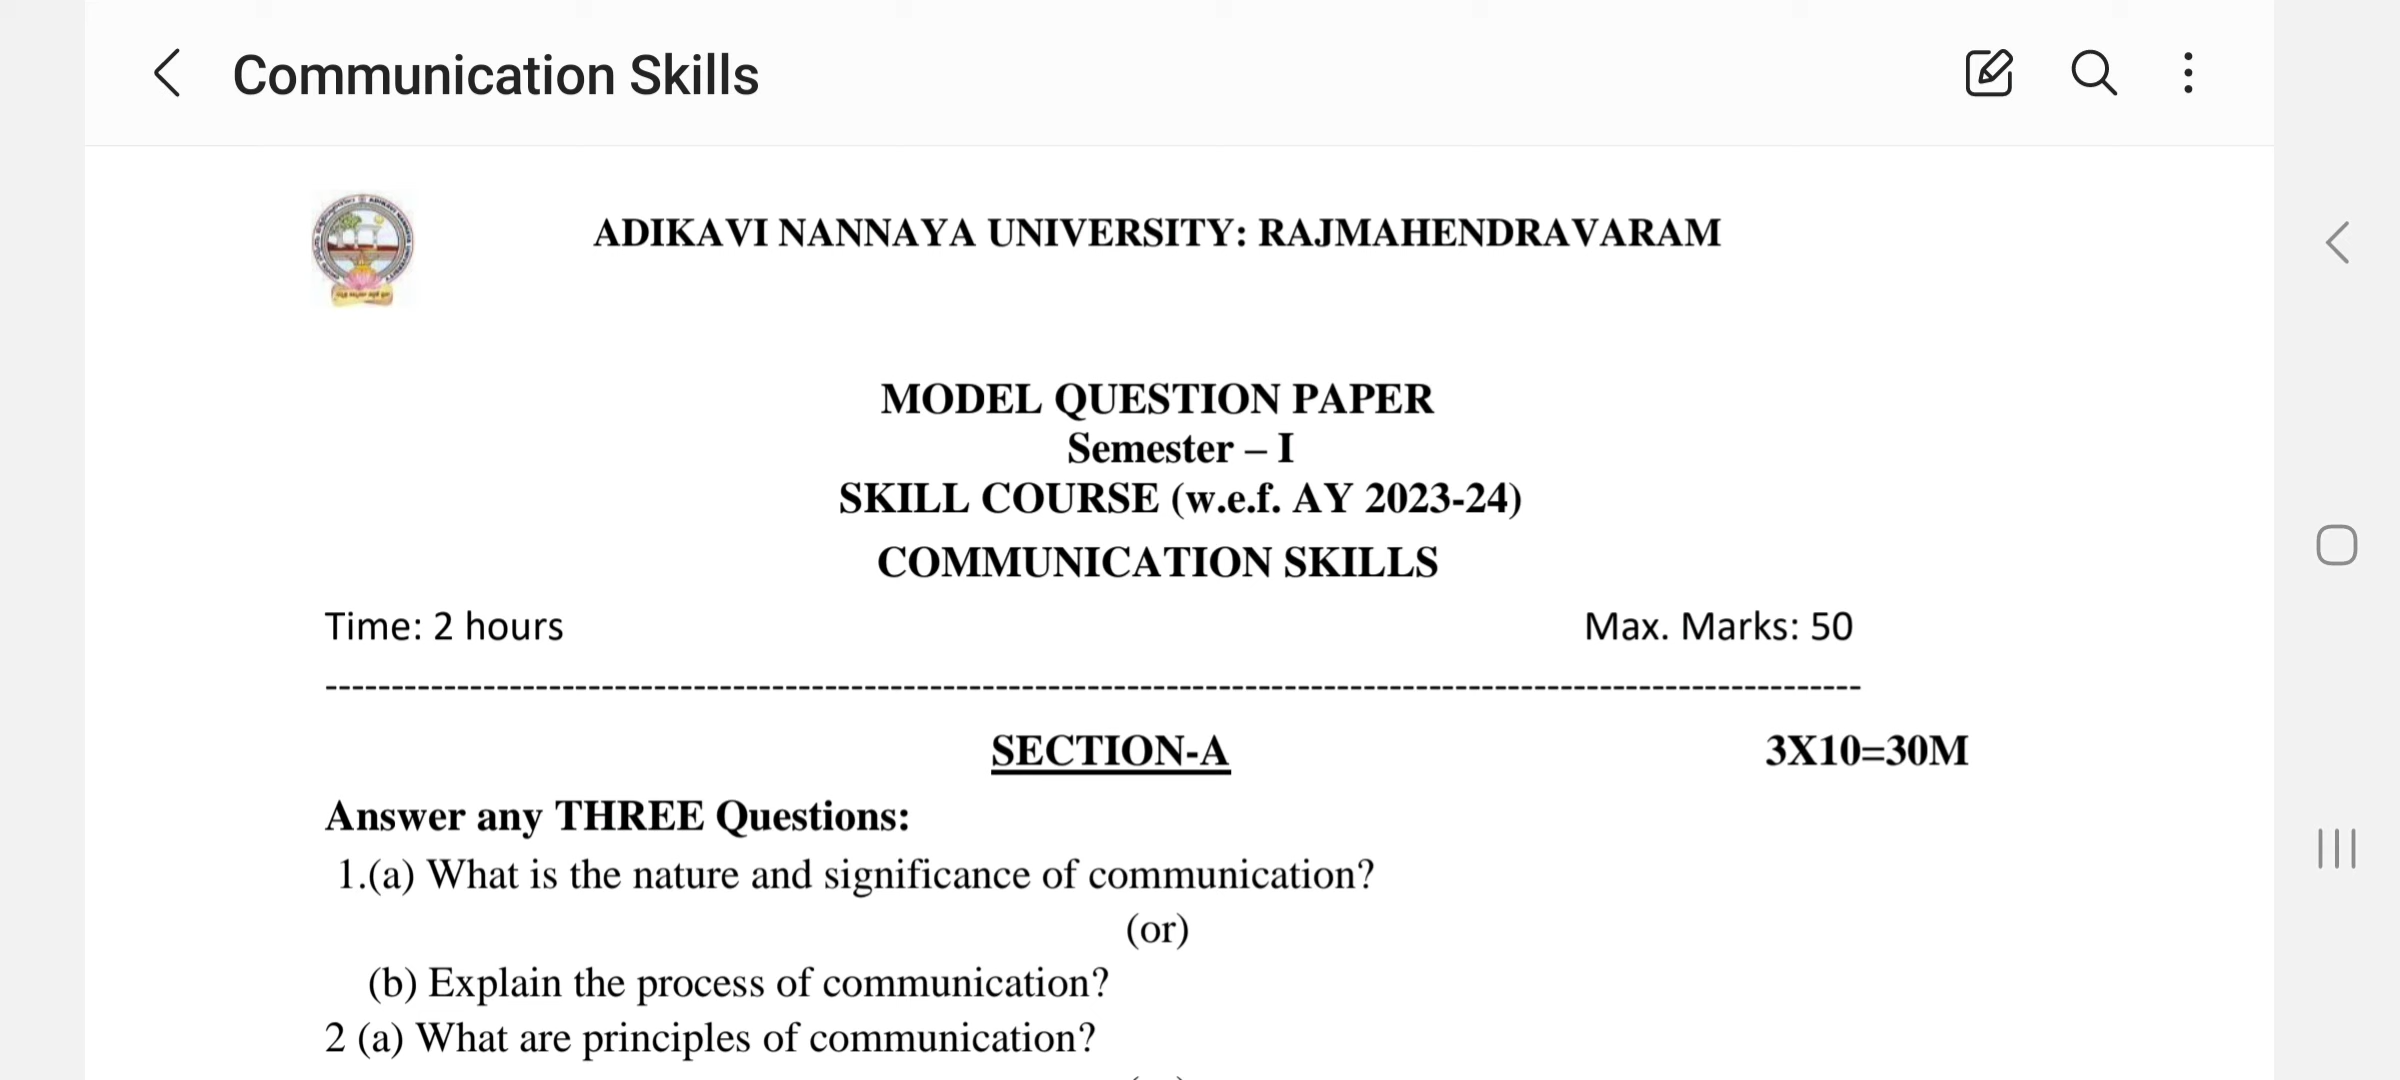 Communication Skills
ADIKAVI NANNAYA UNIVERSITY: RAJMAHENDRAVARAM
MODEL QUESTION PAPER
Semester – I
SKILL COURSE (w.e.f. AY 2023-24)
COMMUNICATION SKILLS
Time: 2 hours Max. Marks: 50
SECTION-A 3X10=30M
Answer any THREE Questions:
1.(a) What is the nature and significance of communication?
(or)
(b) Explain the process of communication?
2 (a) What are principles of communication?